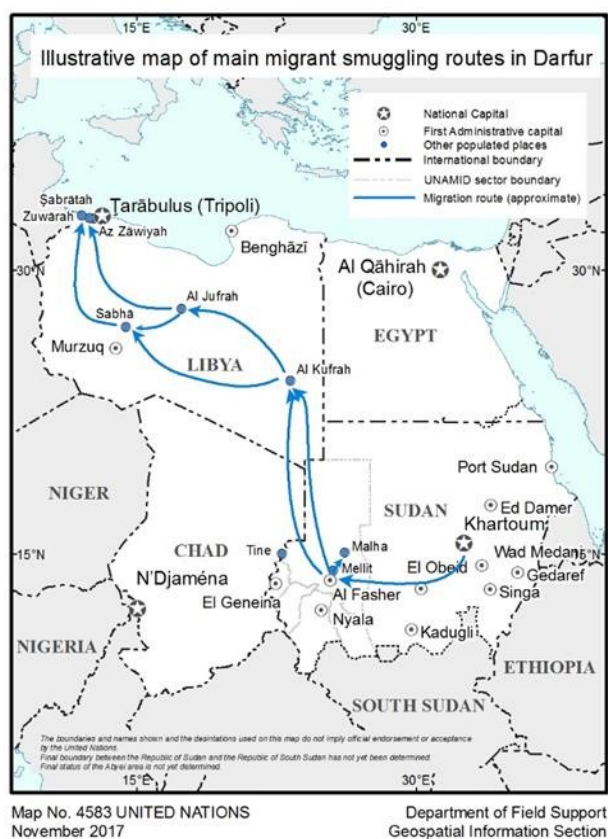 15°E
30°E
Illustrative map of main migrant smuggling routes in Darfur
National Capital
First Administrative capital
Other populated places
International boundary
UNAMID sector boundary
Migration route (approximate)
Şabrātah
Zuwārah
Ţarābulus (Tripoli)
Az Zāwiyah
Benghāzī
30°N
30°N
Al Qāhirah
(Cairo)
Al Jufrah
Sabhā
EGYPT
Murzuq
LIBYA
Al Kufrah
Port Sudan
NIGER
SUDAN
Ed Damer
Khartoum
CHAD
Tine
Malha
Wad Medani
15°N
15°N
Mellit
El Obeid
Gedaref
N'Djaména
Al Fasher
El Geneina
Singa
Nyala
Kadugli
NIGERIA
ETHIOPIA
SOUTH SUDAN
The boundaries and names shown and the desintations used on this map do not imply official endorsement or acceptance
by the United Nations.
Final boundary between the Republic of Sudan and the Republic of South Sudan has not yet been determined.
Final status of the Abyei area is not yet determined.
15°E
30°E
Map No. 4583 UNITED NATIONS
November 2017
Department of Field Support
Geospatial Information Section